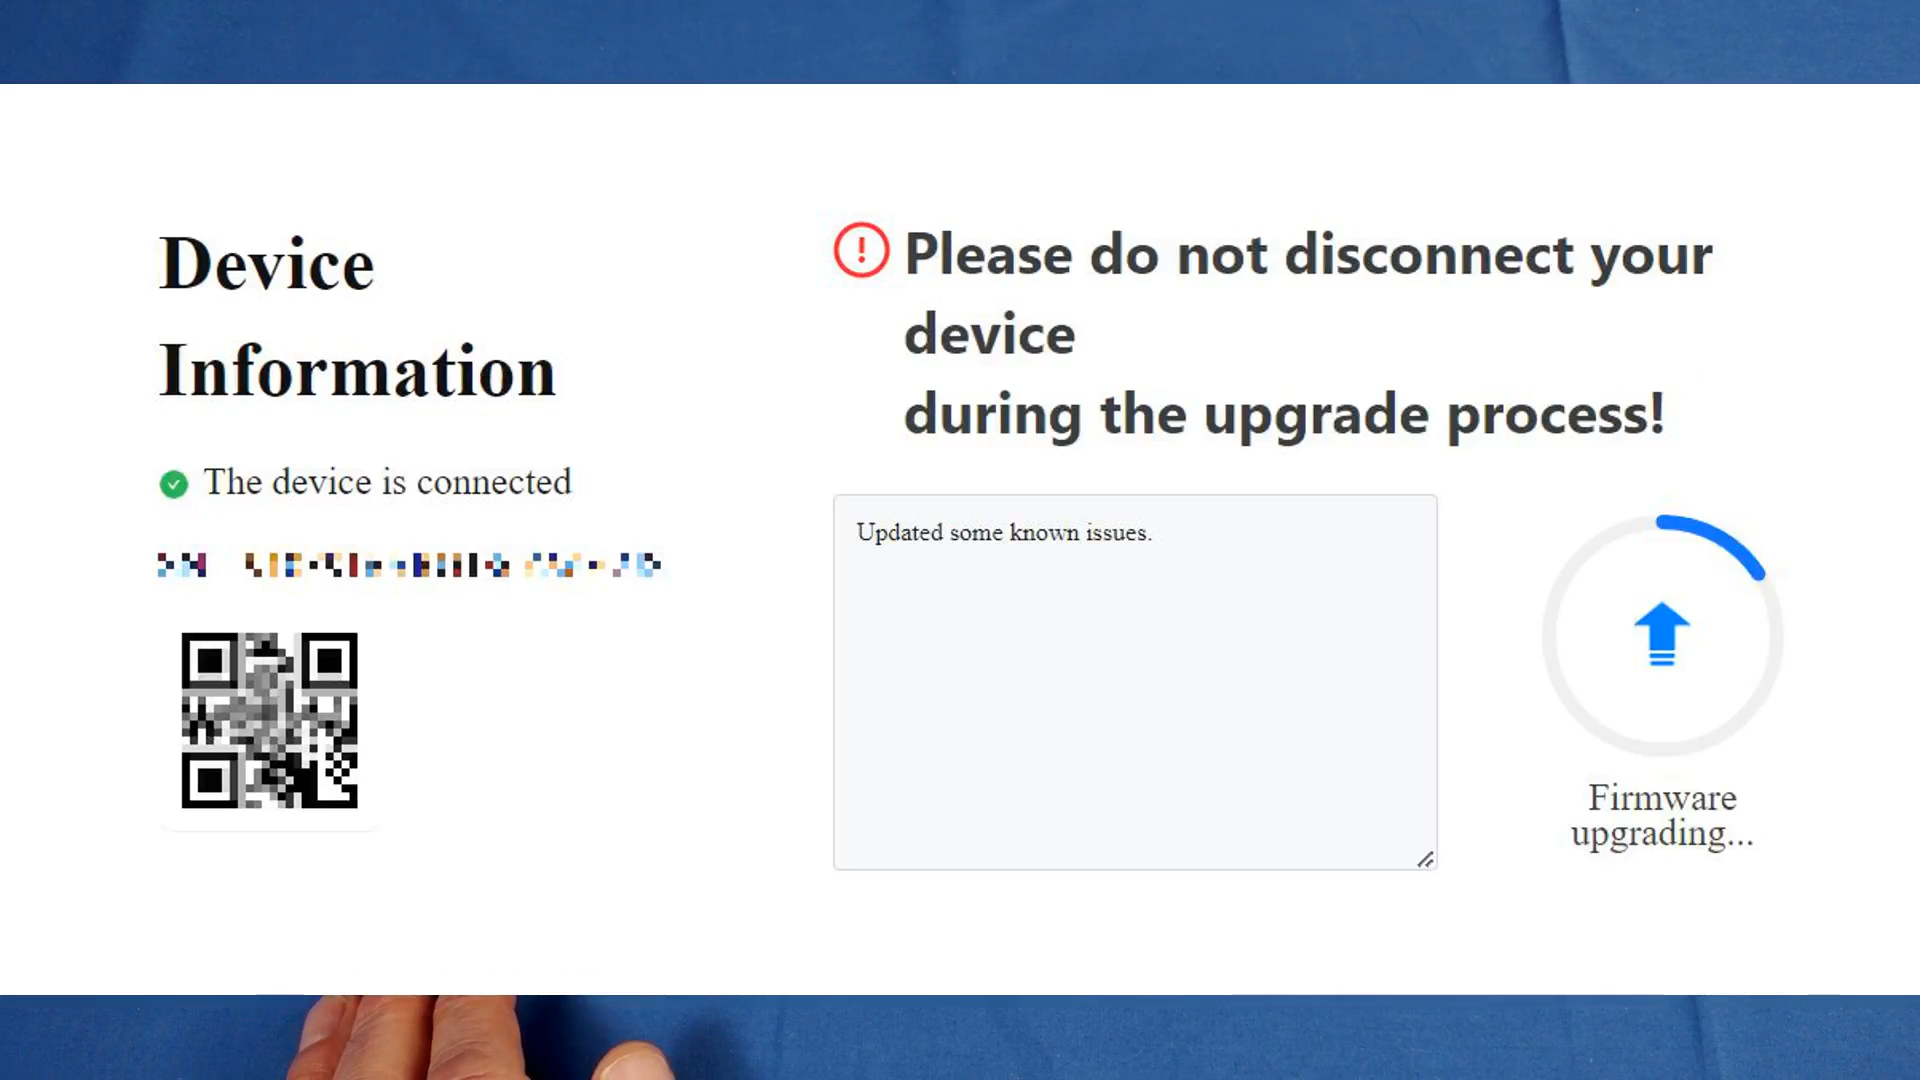 Device
Information
The device is connected
Please do not disconnect your
device
during the upgrade process!
Updated some known issues.
Firmware
upgrading...